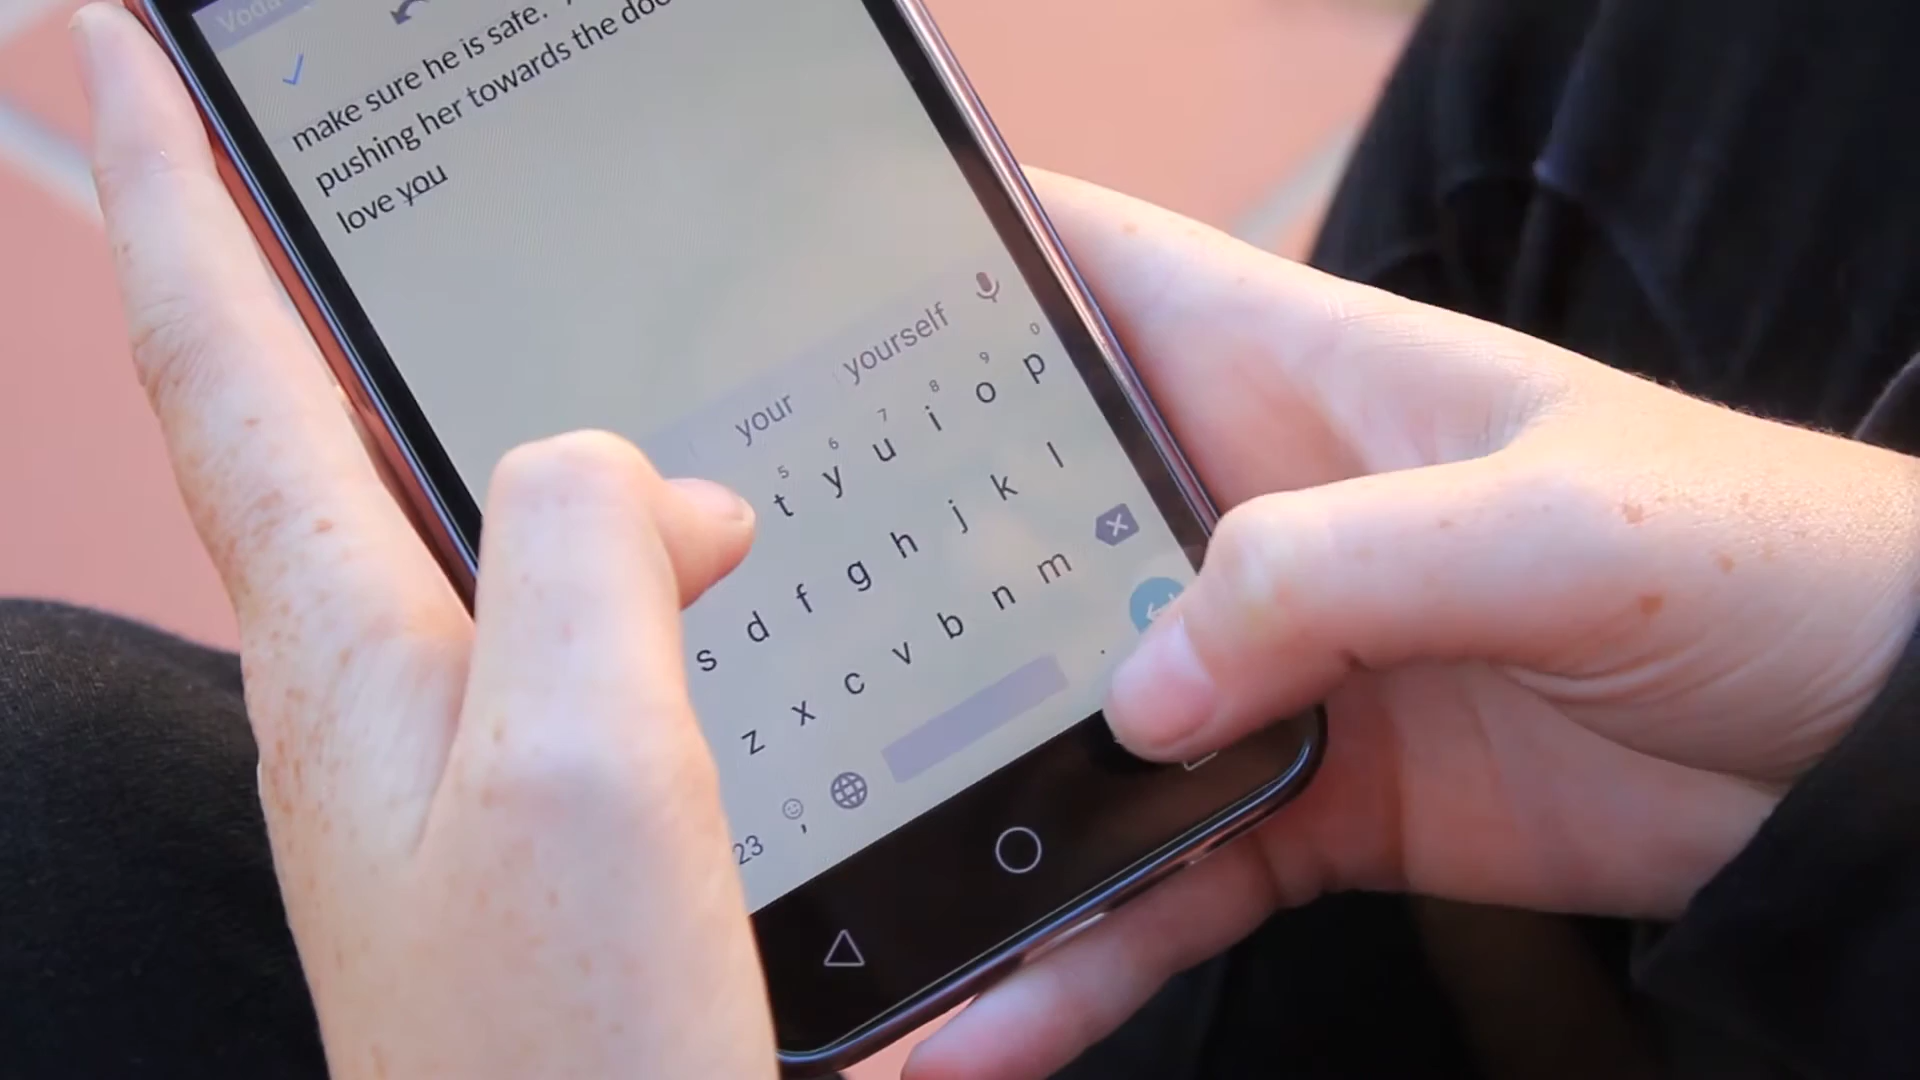 make sure he is safe.
pushing her towards the doo
love you
your yourself
5 6 7 8 9 0
t y u i o p
s d f g h j k l
z x c v b n m
23 , .